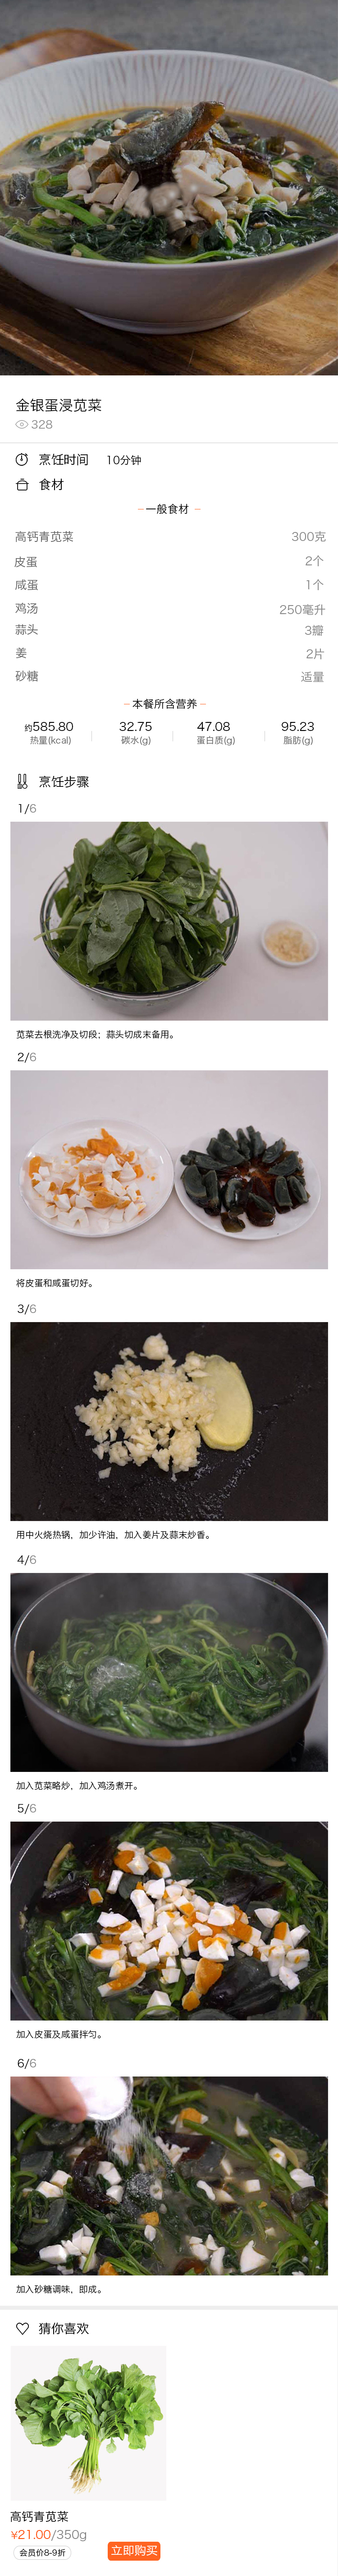 金银蛋浸苋菜
328
烹饪时间 10分钟
食材
一般食材
高钙青苋菜 300克
皮蛋 2个
咸蛋 1个
鸡汤 250毫升
蒜头 3瓣
姜 2片
砂糖 适量
本餐所含营养
约585.80 32.75 47.08 95.23
热量(kcal) 碳水(g) 蛋白质(g) 脂肪(g)
烹饪步骤
1/6
苋菜去根洗净及切段；蒜头切成末备用。
2/6
将皮蛋和咸蛋切好。
3/6
用中火烧热锅，加少许油，加入姜片及蒜末炒香。
4/6
加入苋菜略炒，加入鸡汤煮开。
5/6
加入皮蛋及咸蛋拌匀。
6/6
加入砂糖调味，即成。
猜你喜欢
高钙青苋菜
¥21.00/350g
会员价8-9折 立即购买